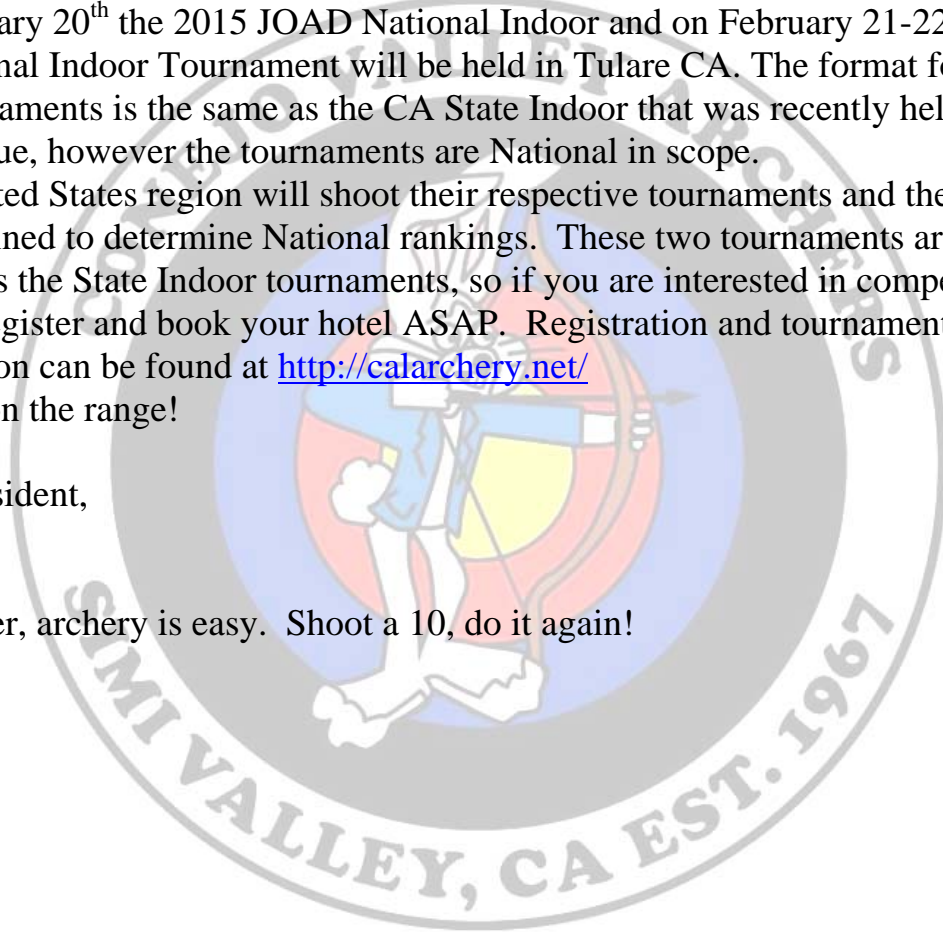 ary 20th the 2015 JOAD National Indoor and on February 21-22
nal Indoor Tournament will be held in Tulare CA. The format fo
aments is the same as the CA State Indoor that was recently hel
ue, however the tournaments are National in scope.
ted States region will shoot their respective tournaments and the
ined to determine National rankings. These two tournaments ar
s the State Indoor tournaments, so if you are interested in compe
egister and book your hotel ASAP. Registration and tournament
on can be found at http://calarchery.net/
n the range!
sident,
er, archery is easy. Shoot a 10, do it again!
CONEJO VALLEY ARCHERS
SIMI VALLEY, CA EST. 1967